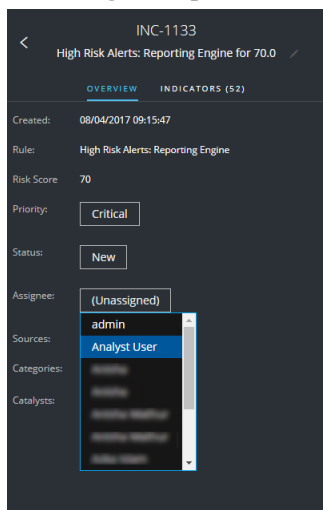 INC-1133
High Risk Alerts: Reporting Engine for 70.0
OVERVIEW INDICATORS (52)
Created: 08/04/2017 09:15:47
Rule: High Risk Alerts: Reporting Engine
Risk Score 70
Priority: Critical
Status: New
Assignee: (Unassigned)
admin
Sources:
Analyst User
Categories:
Catalysts: